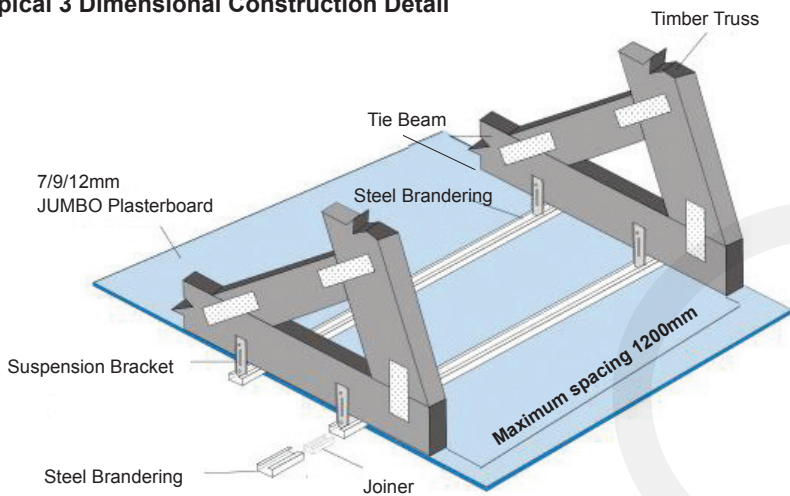 pical 3 Dimensional Construction Detail
Timber Truss
Tie Beam
7/9/12mm
JUMBO Plasterboard
Steel Brandering
Suspension Bracket
Maximum spacing 1200mm
Steel Brandering
Joiner